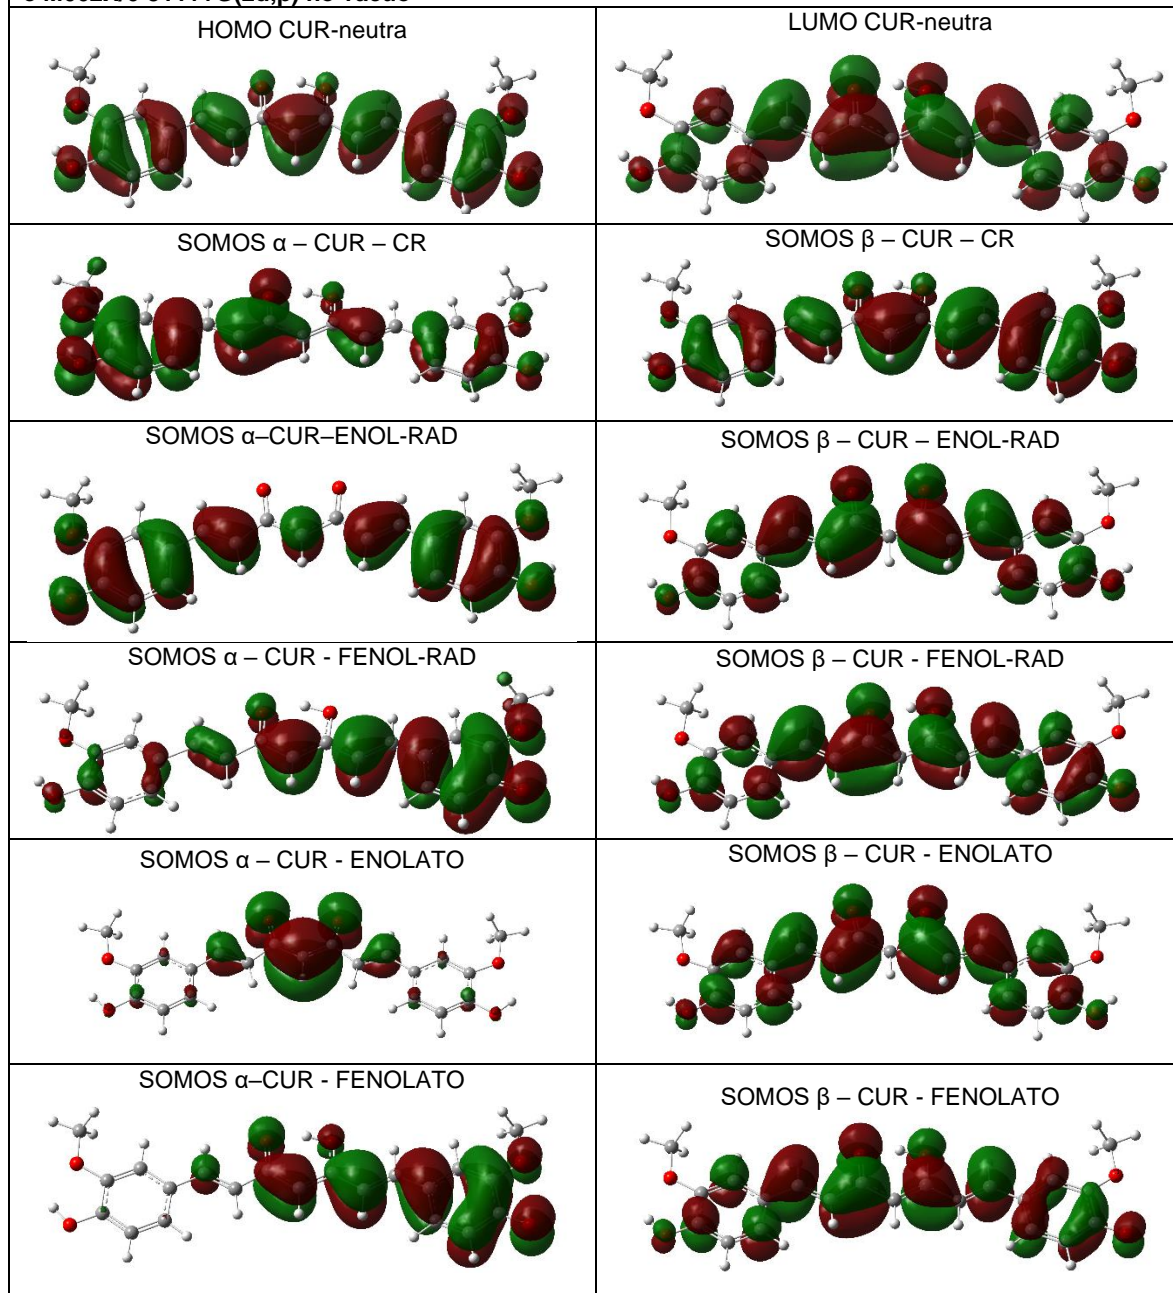 HOMO CUR-neutra
LUMO CUR-neutra
SOMOS α – CUR – CR
SOMOS β – CUR – CR
SOMOS α–CUR–ENOL-RAD
SOMOS β – CUR – ENOL-RAD
SOMOS α – CUR - FENOL-RAD
SOMOS β – CUR - FENOL-RAD
SOMOS α – CUR - ENOLATO
SOMOS β – CUR - ENOLATO
SOMOS α–CUR - FENOLATO
SOMOS β – CUR - FENOLATO